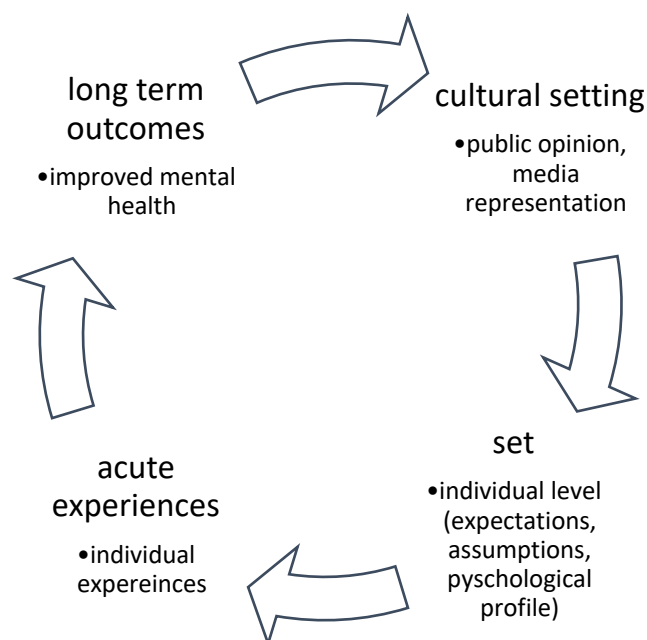 long term
outcomes
•improved mental
health
cultural setting
•public opinion,
media
representation
set
•individual level
(expectations,
assumptions,
pyschological
profile)
acute
experiences
•individual
expereinces